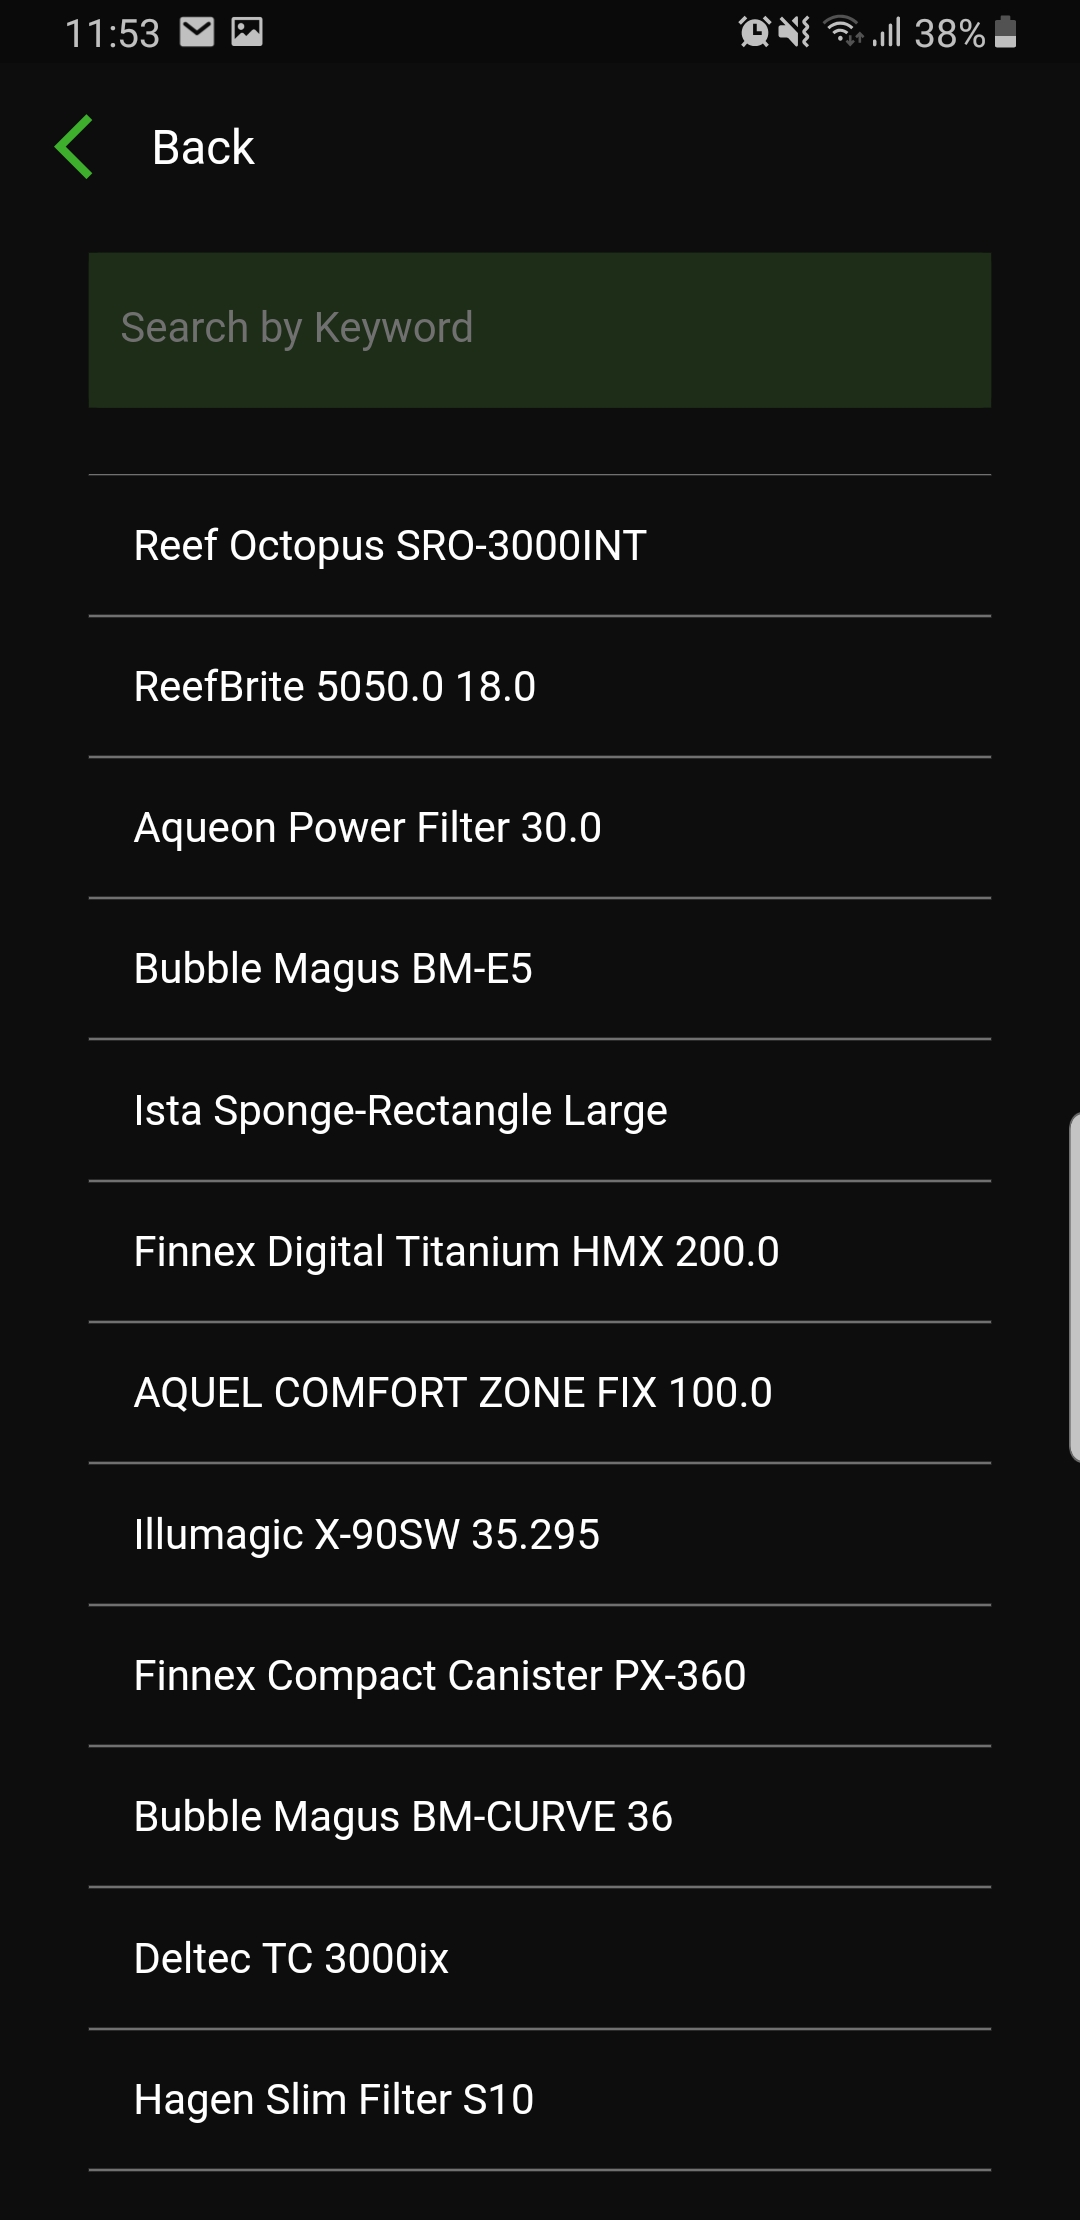 11:53
38%
Back
Search by Keyword
Reef Octopus SRO-3000INT
ReefBrite 5050.0 18.0
Aqueon Power Filter 30.0
Bubble Magus BM-E5
Ista Sponge-Rectangle Large
Finnex Digital Titanium HMX 200.0
AQUEL COMFORT ZONE FIX 100.0
Illumagic X-90SW 35.295
Finnex Compact Canister PX-360
Bubble Magus BM-CURVE 36
Deltec TC 3000ix
Hagen Slim Filter S10